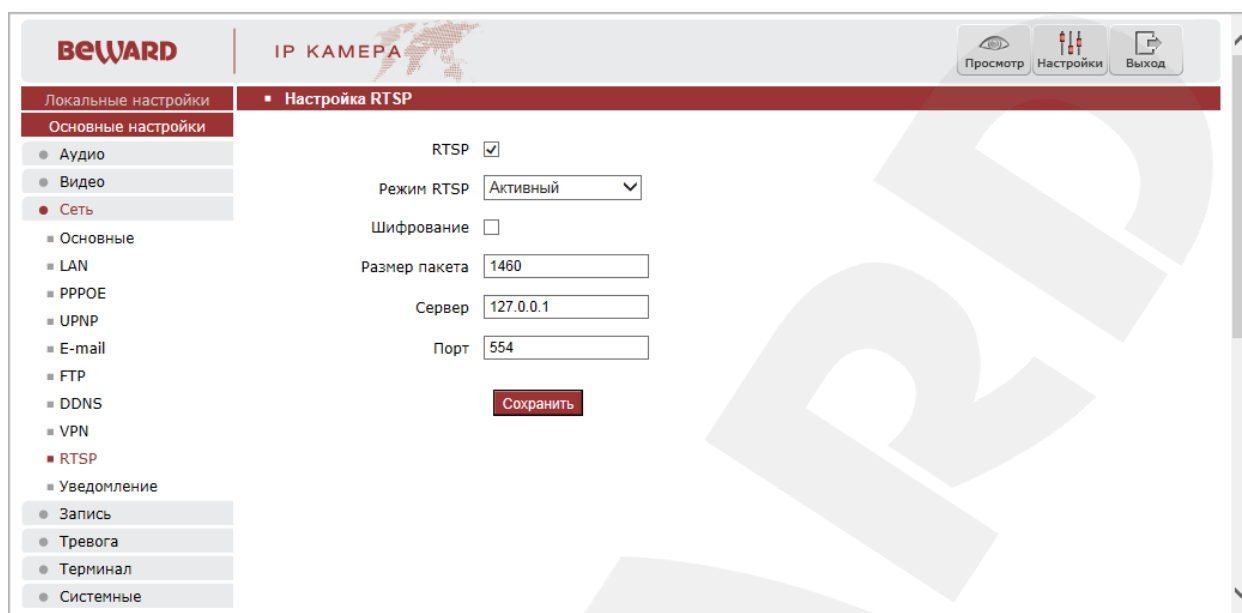 BEWARD
IP КАМЕРА
Просмотр
Настройки
Выход
Локальные настройки
Основные настройки
Аудио
Видео
Сеть
Основные
LAN
PPPOE
UPNP
E-mail
FTP
DDNS
VPN
RTSP
Уведомление
Запись
Тревога
Терминал
Системные
Настройка RTSP
RTSP
Режим RTSP Активный
Шифрование
Размер пакета 1460
Сервер 127.0.0.1
Порт 554
Сохранить